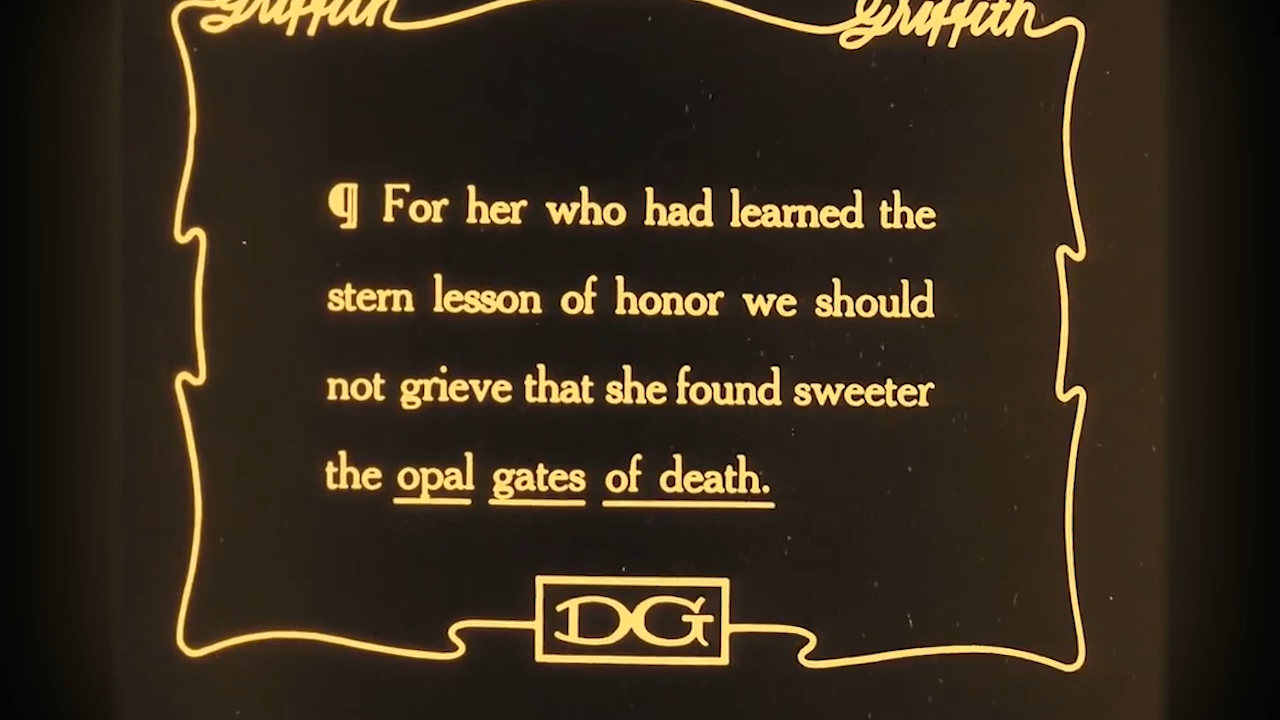 Griffith Griffith
¶ For her who had learned the
stern lesson of honor we should
not grieve that she found sweeter
the opal gates of death.
DG